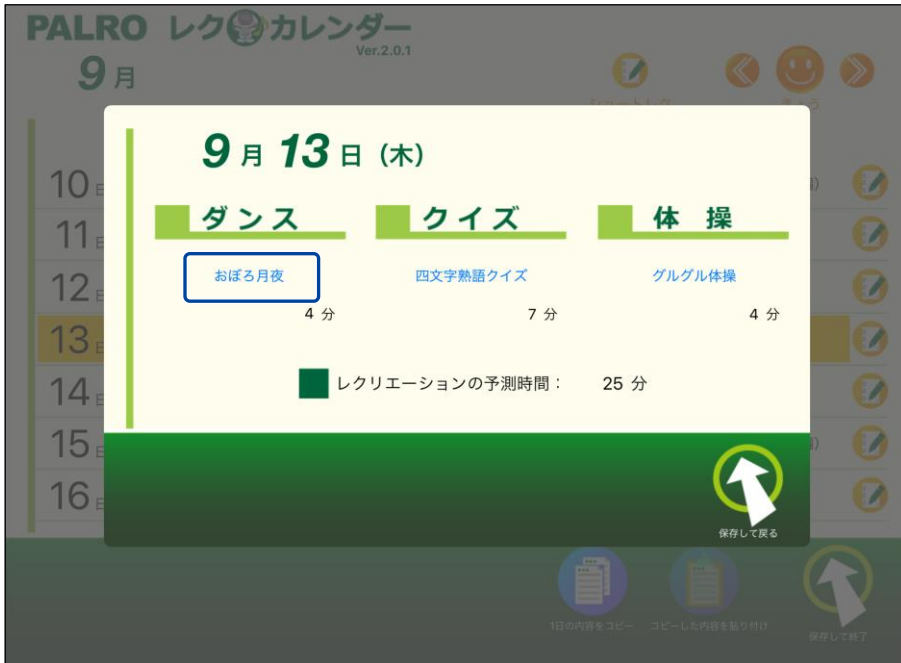 PALRO レクカレンダー
Ver.2.0.1
9月
9月13日（木）
ダンス クイズ 体 操
おぼろ月夜 四文字熟語クイズ グルグル体操
4 分 7 分 4 分
レクリエーションの予測時間： 25 分
10日
11日
12日
13日
14日
15日
16日
保存して戻る
1日の内容をコピー コピーした内容を貼り付け 保存して終了